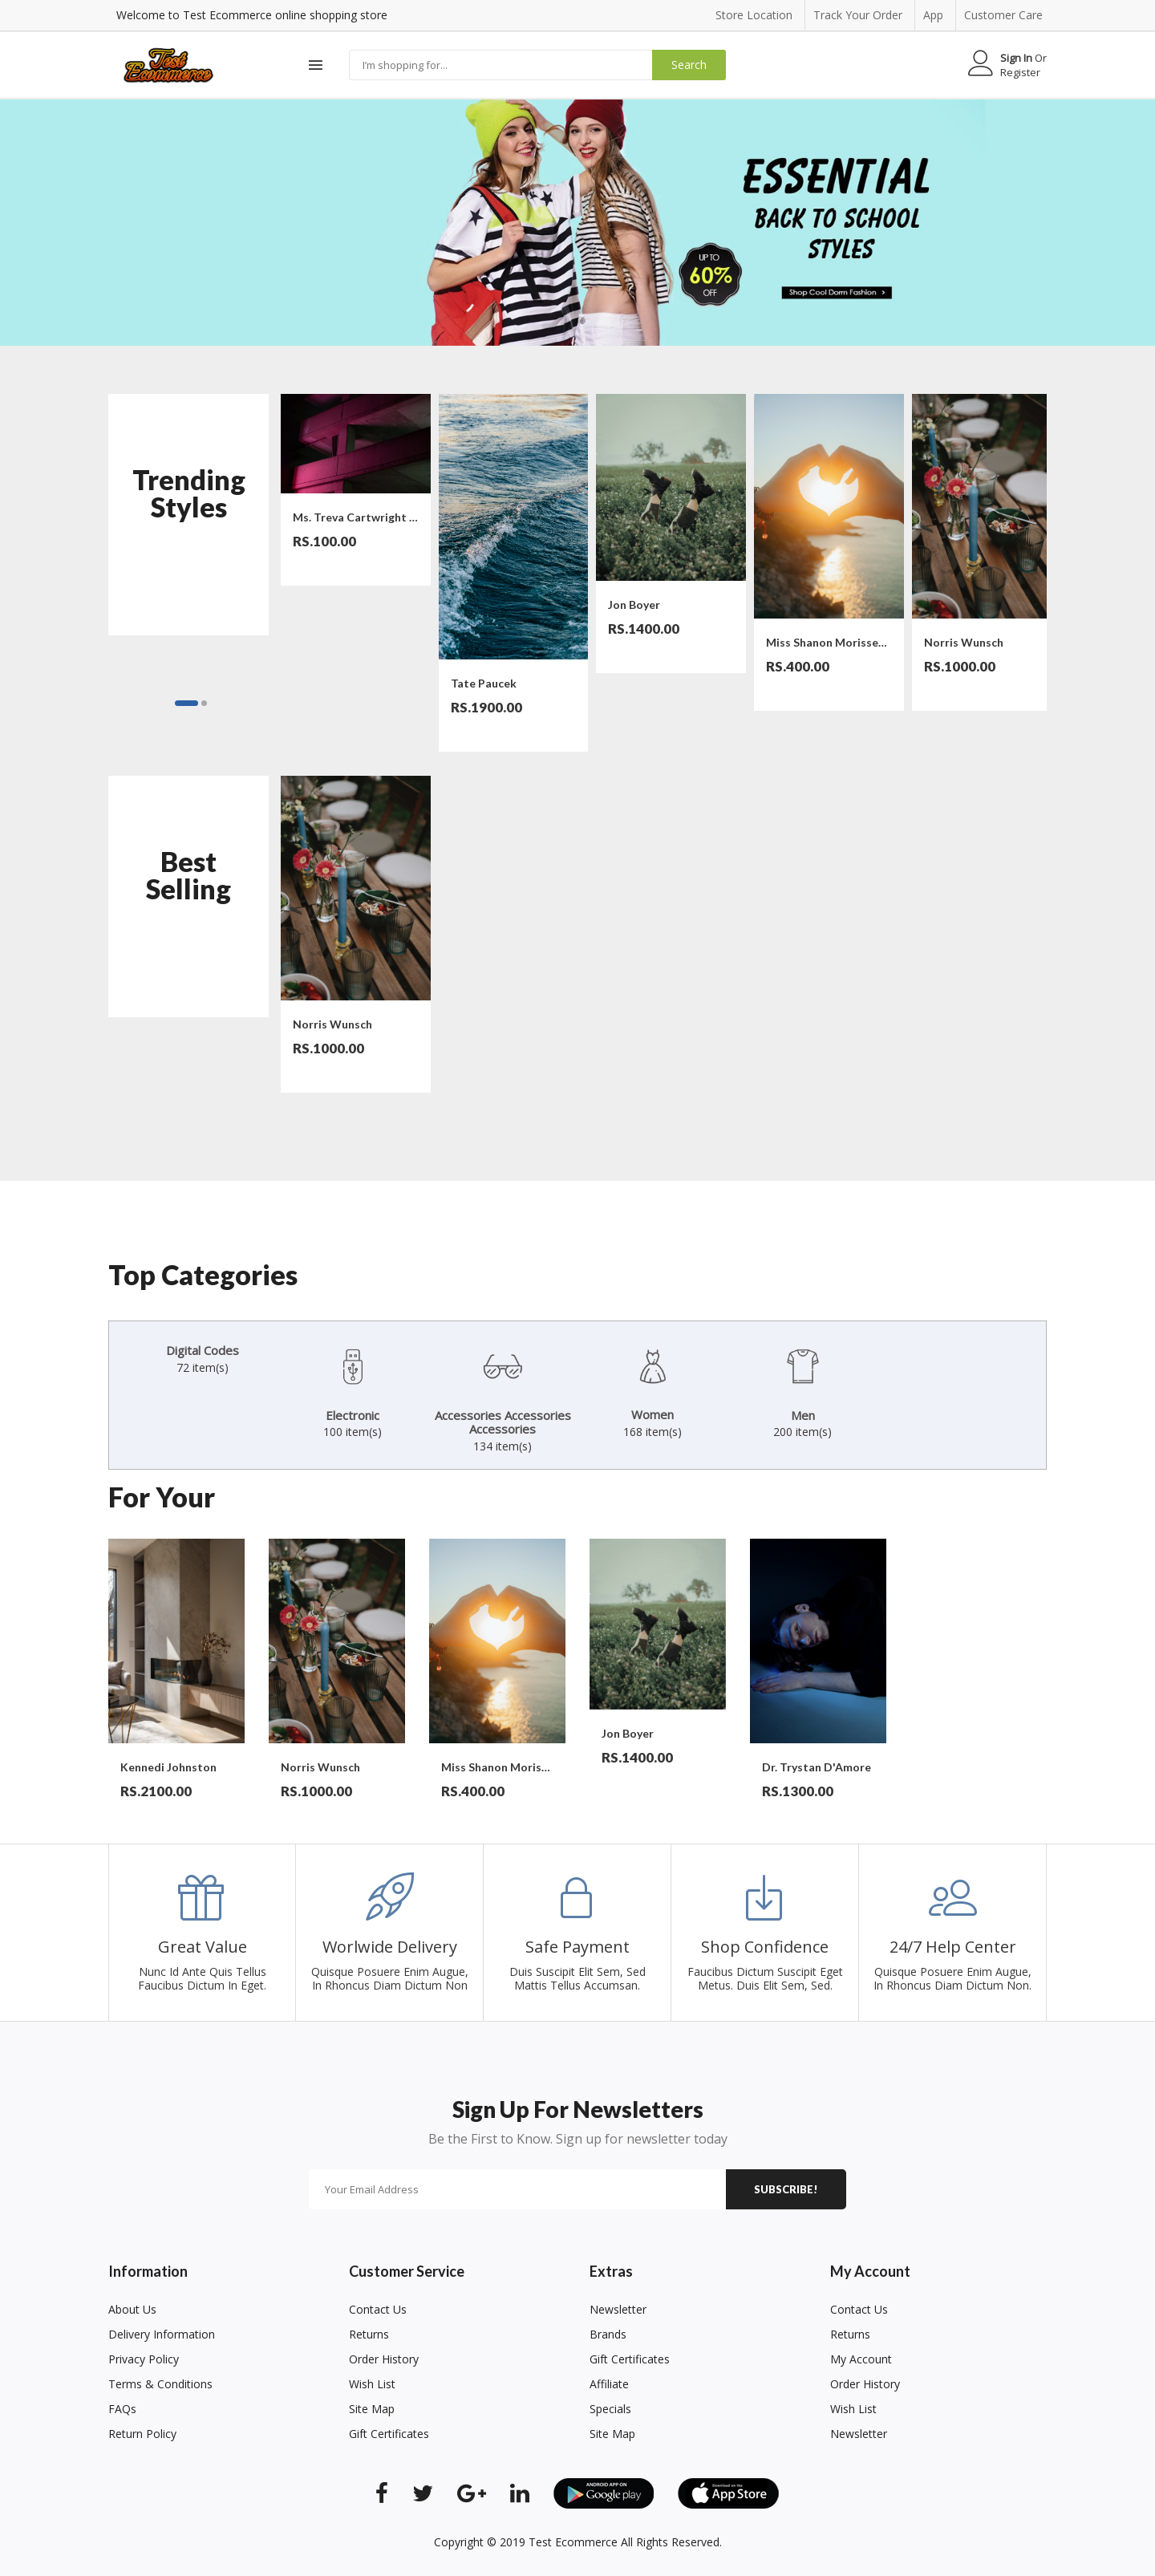 Welcome to Test Ecommerce online shopping store
Store Location
Track Your Order
App
Customer Care
Test
Ecommerce
I'm shopping for...
Search
Sign In Or
Register
ESSENTIAL
BACK TO SCHOOL
STYLES
UP TO
60%
OFF
Shop Cool Dorm Fashion >
Trending
Styles
Ms. Treva Cartwright ...
RS.100.00
Tate Paucek
RS.1900.00
Jon Boyer
RS.1400.00
Miss Shanon Morisse...
RS.400.00
Norris Wunsch
RS.1000.00
Best
Selling
Norris Wunsch
RS.1000.00
Top Categories
Digital Codes
72 item(s)
Electronic
100 item(s)
Accessories Accessories
Accessories
134 item(s)
Women
168 item(s)
Men
200 item(s)
For Your
Kennedi Johnston
RS.2100.00
Norris Wunsch
RS.1000.00
Miss Shanon Moris...
RS.400.00
Jon Boyer
RS.1400.00
Dr. Trystan D'Amore
RS.1300.00
Great Value
Nunc Id Ante Quis Tellus
Faucibus Dictum In Eget.
Worlwide Delivery
Quisque Posuere Enim Augue,
In Rhoncus Diam Dictum Non
Safe Payment
Duis Suscipit Elit Sem, Sed
Mattis Tellus Accumsan.
Shop Confidence
Faucibus Dictum Suscipit Eget
Metus. Duis Elit Sem, Sed.
24/7 Help Center
Quisque Posuere Enim Augue,
In Rhoncus Diam Dictum Non.
Sign Up For Newsletters
Be the First to Know. Sign up for newsletter today
Your Email Address
SUBSCRIBE!
Information
About Us
Delivery Information
Privacy Policy
Terms & Conditions
FAQs
Return Policy
Customer Service
Contact Us
Returns
Order History
Wish List
Site Map
Gift Certificates
Extras
Newsletter
Brands
Gift Certificates
Affiliate
Specials
Site Map
My Account
Contact Us
Returns
My Account
Order History
Wish List
Newsletter
ANDROID APP ON
Google play
Download on the
App Store
Copyright © 2019 Test Ecommerce All Rights Reserved.